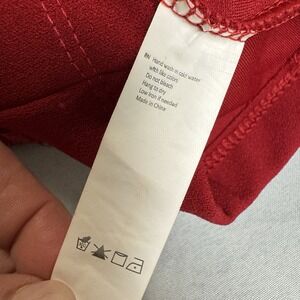 EN Hand wash in cold water
with like colors
Do not bleach
Hang to dry
Low iron if needed
Made in China